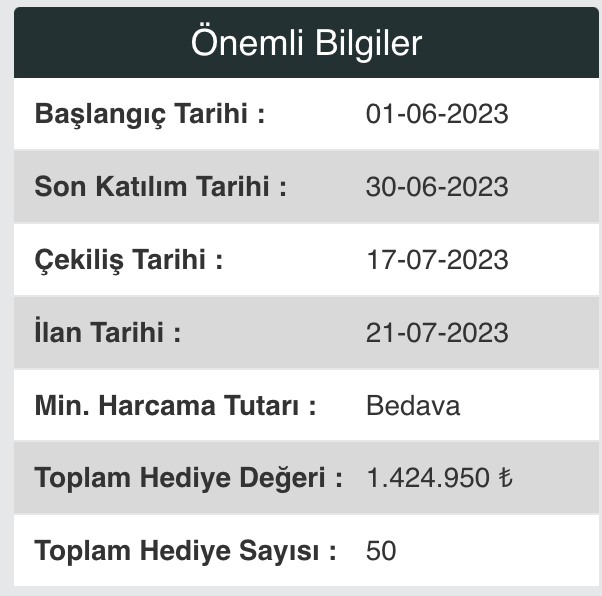 Önemli Bilgiler
Başlangıç Tarihi : 01-06-2023
Son Katılım Tarihi : 30-06-2023
Çekiliş Tarihi : 17-07-2023
İlan Tarihi : 21-07-2023
Min. Harcama Tutarı : Bedava
Toplam Hediye Değeri : 1.424.950 ₺
Toplam Hediye Sayısı : 50